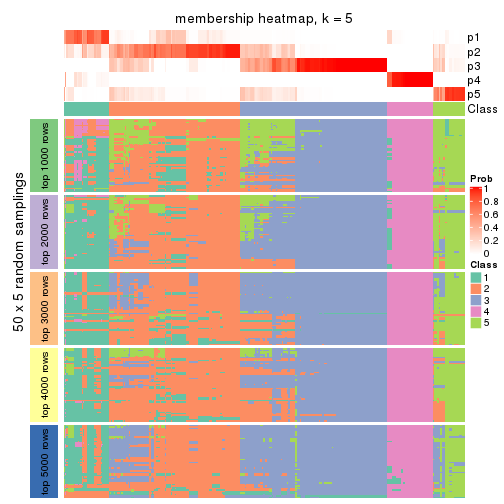 membership heatmap, k = 5
p1
p2
p3
p4
p5
Class
50 x 5 random samplings
top 1000 rows
top 2000 rows
top 3000 rows
top 4000 rows
top 5000 rows
Prob
1
0.8
0.6
0.4
0.2
0
Class
1
2
3
4
5